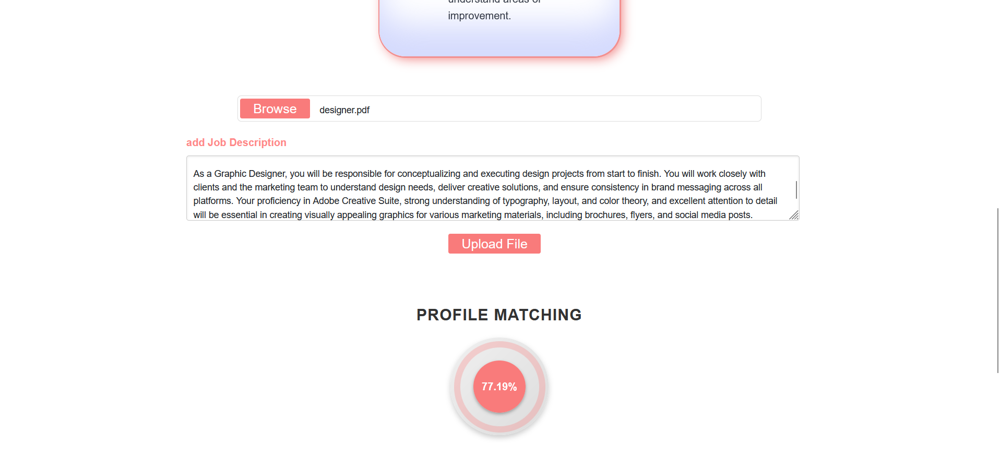 understand areas of
improvement.
Browse
designer.pdf
add Job Description
As a Graphic Designer, you will be responsible for conceptualizing and executing design projects from start to finish. You will work closely with
clients and the marketing team to understand design needs, deliver creative solutions, and ensure consistency in brand messaging across all
platforms. Your proficiency in Adobe Creative Suite, strong understanding of typography, layout, and color theory, and excellent attention to detail
will be essential in creating visually appealing graphics for various marketing materials, including brochures, flyers, and social media posts.
Upload File
PROFILE MATCHING
77.19%